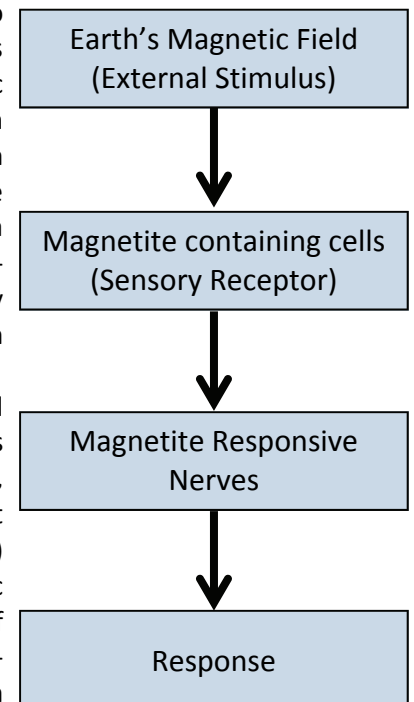 Earth’s Magnetic Field
(External Stimulus)
Magnetite containing cells
(Sensory Receptor)
Magnetite Responsive
Nerves
Response